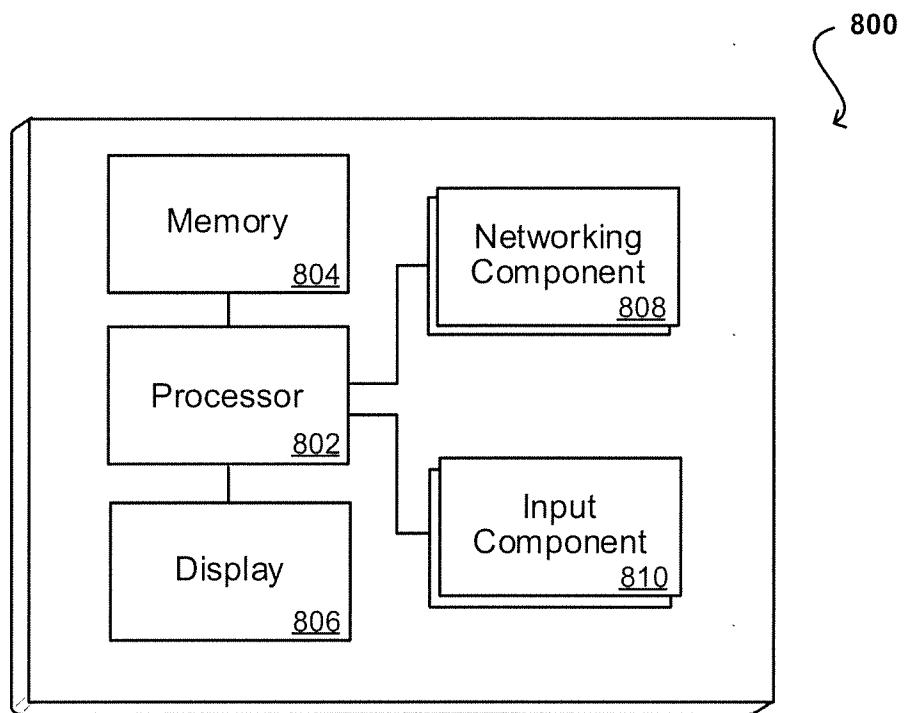 800
Memory
804
Networking
Component
808
Processor
802
Input
Component
810
Display
806